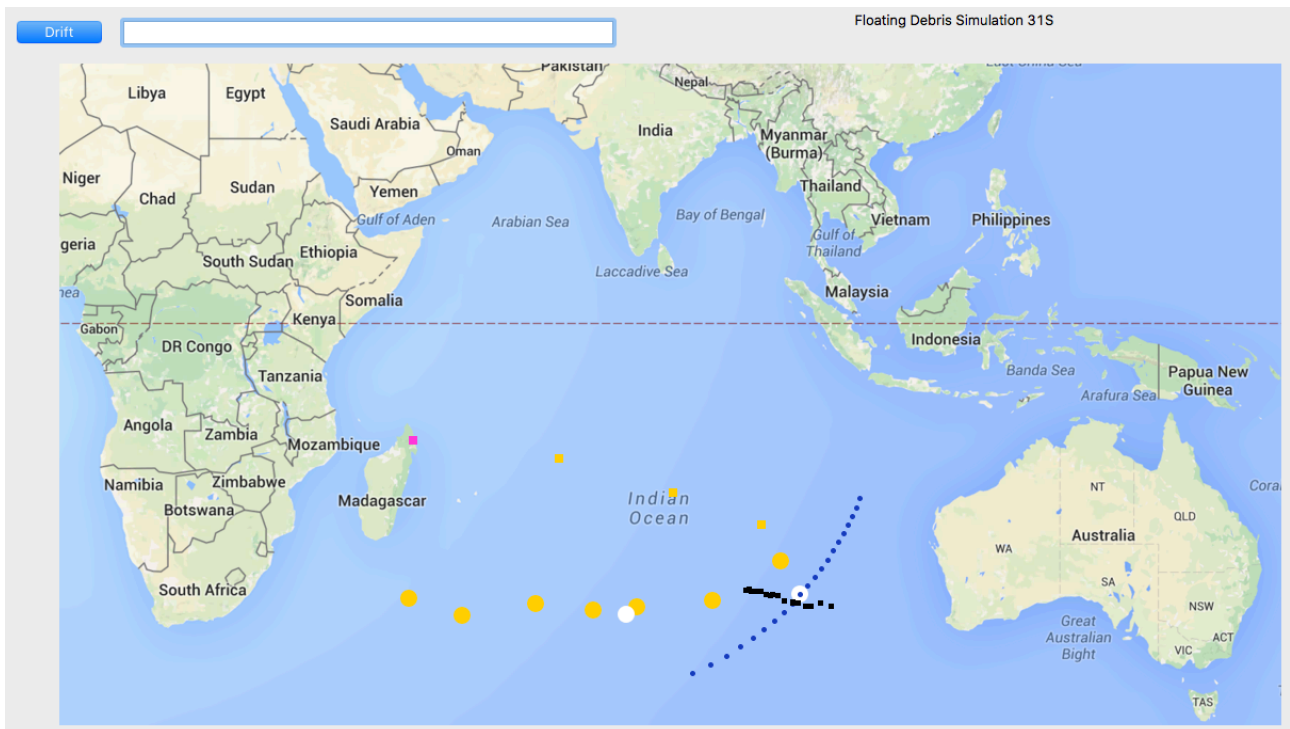 Drift
Floating Debris Simulation 31S
East China Sea
Pakistan
Nepal
Libya
Egypt
Saudi Arabia
India
Myanmar
(Burma)
Oman
Niger
Chad
Sudan
Yemen
Thailand
Gulf of Aden
Arabian Sea
Bay of Bengal
Vietnam
Philippines
geria
Ethiopia
South Sudan
Gulf of
Thailand
Laccadive Sea
nea
Somalia
Malaysia
Gabon
Kenya
DR Congo
Indonesia
Tanzania
Banda Sea
Papua New
Guinea
Arafura Sea
Angola
Zambia
Mozambique
Namibia
Zimbabwe
Botswana
Madagascar
Indian
Ocean
NT
Cora
QLD
Australia
WA
South Africa
SA
NSW
Great
Australian
Bight
ACT
VIC
TAS